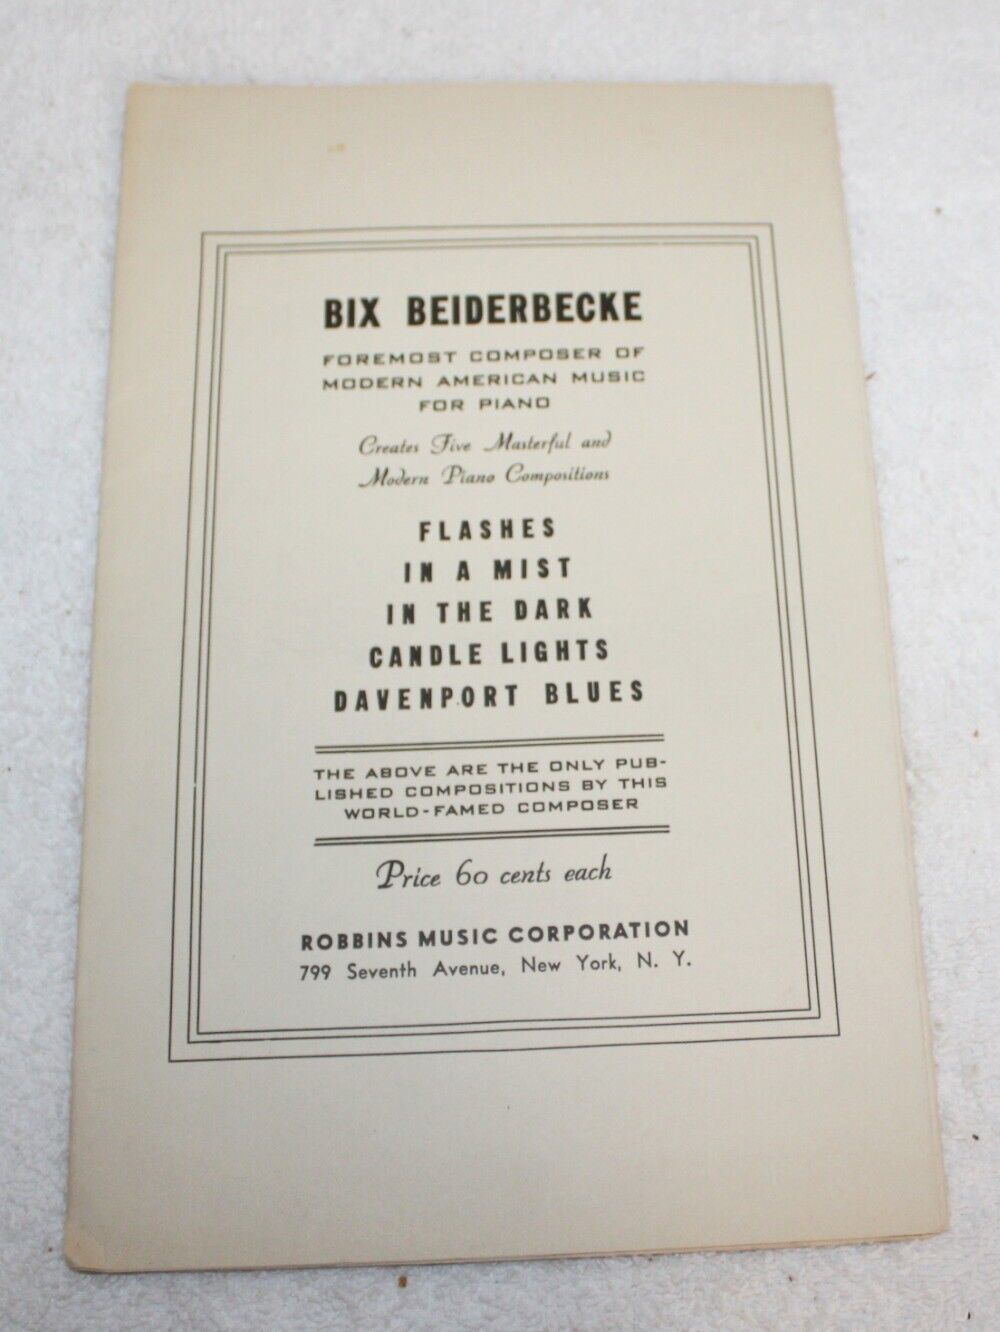 BIX BEIDERBECKE
FOREMOST COMPOSER OF
MODERN AMERICAN MUSIC
FOR PIANO
Creates Five Masterful and
Modern Piano Compositions
FLASHES
IN A MIST
IN THE DARK
CANDLE LIGHTS
DAVENPORT BLUES
THE ABOVE ARE THE ONLY PUB-
LISHED COMPOSITIONS BY THIS
WORLD-FAMED COMPOSER
Price 60 cents each
ROBBINS MUSIC CORPORATION
799 Seventh Avenue, New York, N. Y.